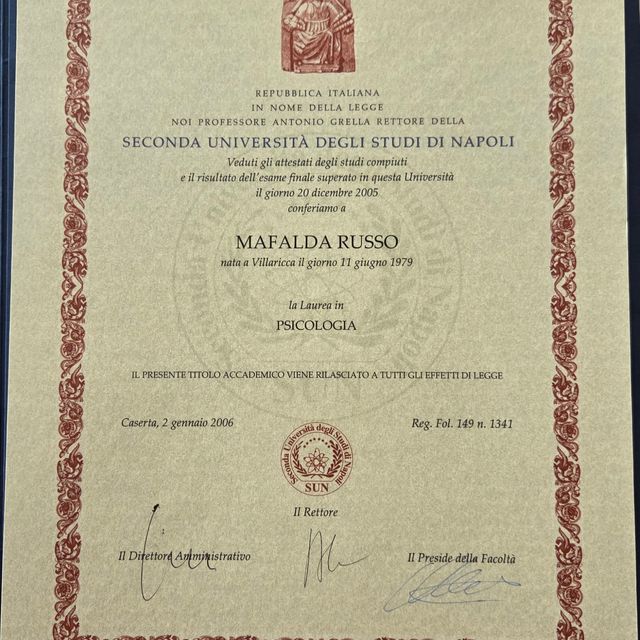 REPUBBLICA ITALIANA
IN NOME DELLA LEGGE
NOI PROFESSORE ANTONIO GRELLA RETTORE DELLA
SECONDA UNIVERSITÀ DEGLI STUDI DI NAPOLI
Veduti gli attestati degli studi compiuti
e il risultato dell'esame finale superato in questa Università
il giorno 20 dicembre 2005
conferiamo a
MAFALDA RUSSO
nata a Villaricca il giorno 11 giugno 1979
la Laurea in
PSICOLOGIA
IL PRESENTE TITOLO ACCADEMICO VIENE RILASCIATO A TUTTI GLI EFFETTI DI LEGGE
SUN
Caserta, 2 gennaio 2006
Reg. Fol. 149 n. 1341
Seconda Università degli Studi di Napoli
SUN
Il Rettore
Il Direttore Amministrativo
Il Preside della Facoltà